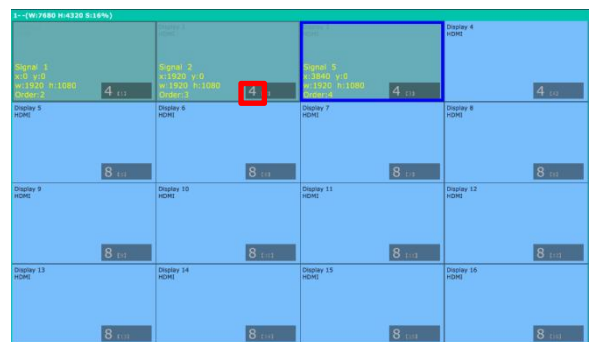 1--(W:7680 H:4320 S:16%)
Signal 1
x:0 y:0
w:1920 h:1080
Order:2
4
Signal 2
x:1920 y:0
w:1920 h:1080
Order:3
4
Signal 5
x:3840 y:0
w:1920 h:1080
Order:4
4
Display 4
HDMI
4
Display 5
HDMI
8
Display 6
HDMI
8
Display 7
HDMI
8
Display 8
HDMI
8
Display 9
HDMI
8
Display 10
HDMI
8
Display 11
HDMI
8
Display 12
HDMI
8
Display 13
HDMI
8
Display 14
HDMI
8
Display 15
HDMI
8
Display 16
HDMI
8